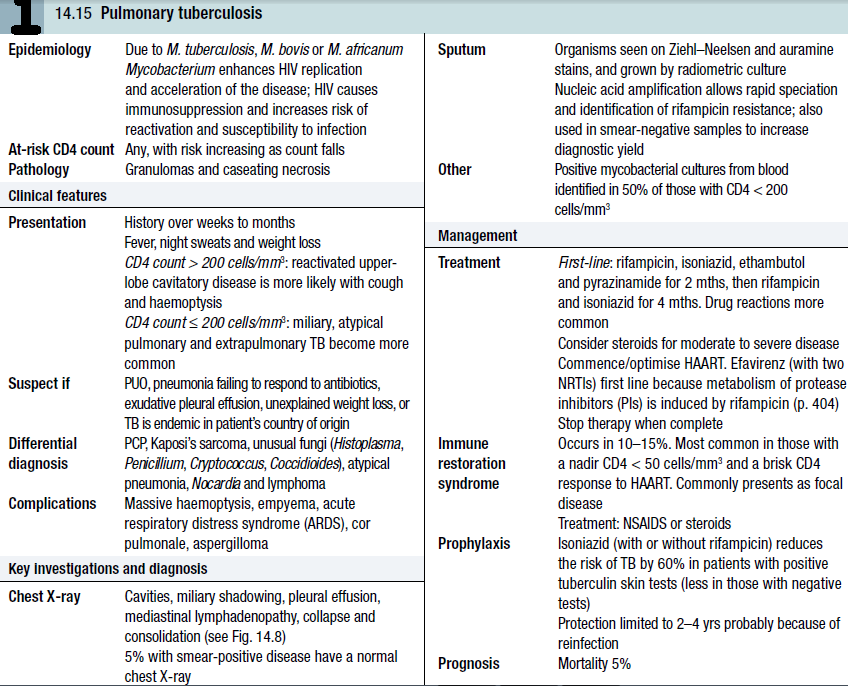 1
14.15 Pulmonary tuberculosis
Epidemiology Due to M. tuberculosis, M. bovis or M. africanum
Mycobacterium enhances HIV replication
and acceleration of the disease; HIV causes
immunosuppression and increases risk of
reactivation and susceptibility to infection
At-risk CD4 count Any, with risk increasing as count falls
Pathology Granulomas and caseating necrosis
Clinical features
Presentation History over weeks to months
Fever, night sweats and weight loss
CD4 count > 200 cells/mm³: reactivated upper-
lobe cavitatory disease is more likely with cough
and haemoptysis
CD4 count ≤ 200 cells/mm³: miliary, atypical
pulmonary and extrapulmonary TB become more
common
Suspect if PUO, pneumonia failing to respond to antibiotics,
exudative pleural effusion, unexplained weight loss, or
TB is endemic in patient's country of origin
Differential PCP, Kaposi's sarcoma, unusual fungi (Histoplasma,
diagnosis Penicillium, Cryptococcus, Coccidioides), atypical
pneumonia, Nocardia and lymphoma
Complications Massive haemoptysis, empyema, acute
respiratory distress syndrome (ARDS), cor
pulmonale, aspergilloma
Key investigations and diagnosis
Chest X-ray Cavities, miliary shadowing, pleural effusion,
mediastinal lymphadenopathy, collapse and
consolidation (see Fig. 14.8)
5% with smear-positive disease have a normal
chest X-ray
Sputum Organisms seen on Ziehl–Neelsen and auramine
stains, and grown by radiometric culture
Nucleic acid amplification allows rapid speciation
and identification of rifampicin resistance; also
used in smear-negative samples to increase
diagnostic yield
Other Positive mycobacterial cultures from blood
identified in 50% of those with CD4 < 200
cells/mm³
Management
Treatment First-line: rifampicin, isoniazid, ethambutol
and pyrazinamide for 2 mths, then rifampicin
and isoniazid for 4 mths. Drug reactions more
common
Consider steroids for moderate to severe disease
Commence/optimise HAART. Efavirenz (with two
NRTIs) first line because metabolism of protease
inhibitors (PIs) is induced by rifampicin (p. 404)
Stop therapy when complete
Immune Occurs in 10–15%. Most common in those with
restoration a nadir CD4 < 50 cells/mm³ and a brisk CD4
syndrome response to HAART. Commonly presents as focal
disease
Treatment: NSAIDS or steroids
Prophylaxis Isoniazid (with or without rifampicin) reduces
the risk of TB by 60% in patients with positive
tuberculin skin tests (less in those with negative
tests)
Protection limited to 2–4 yrs probably because of
reinfection
Prognosis Mortality 5%